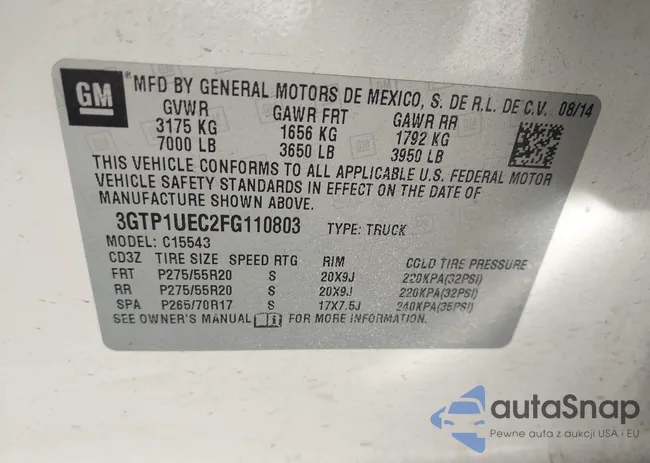 GM
® MFD BY GENERAL MOTORS DE MEXICO, S. DE R.L. DE C.V. 08/14
GVWR GAWR FRT GAWR RR
3175 KG 1656 KG 1792 KG
7000 LB 3650 LB 3950 LB
THIS VEHICLE CONFORMS TO ALL APPLICABLE U.S. FEDERAL MOTOR
VEHICLE SAFETY STANDARDS IN EFFECT ON THE DATE OF
MANUFACTURE SHOWN ABOVE.
3GTP1UEC2FG110803 TYPE: TRUCK
MODEL: C15543
CD3Z TIRE SIZE SPEED RTG RIM COLD TIRE PRESSURE
FRT P275/55R20 S 20X9J 220KPA(32PSI)
RR P275/55R20 S 20X9J 220KPA(32PSI)
SPA P265/70R17 S 17X7.5J 240KPA(35PSI)
SEE OWNER'S MANUAL FOR MORE INFORMATION.
autaSnap
Pewne auta z aukcji USA i EU